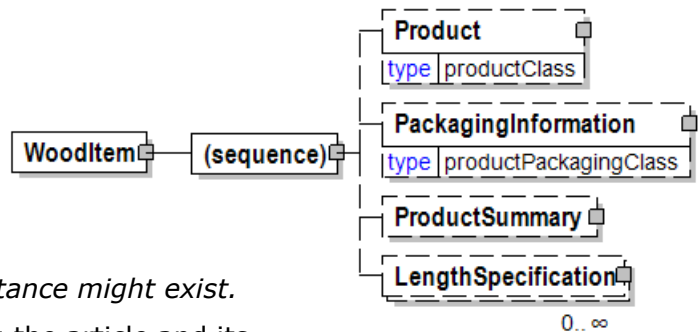 Product
type productClass
PackagingInformation
type productPackagingClass
WoodItem
(sequence)
ProductSummary
LengthSpecification
0.. ∞
tance might exist.
the article and its